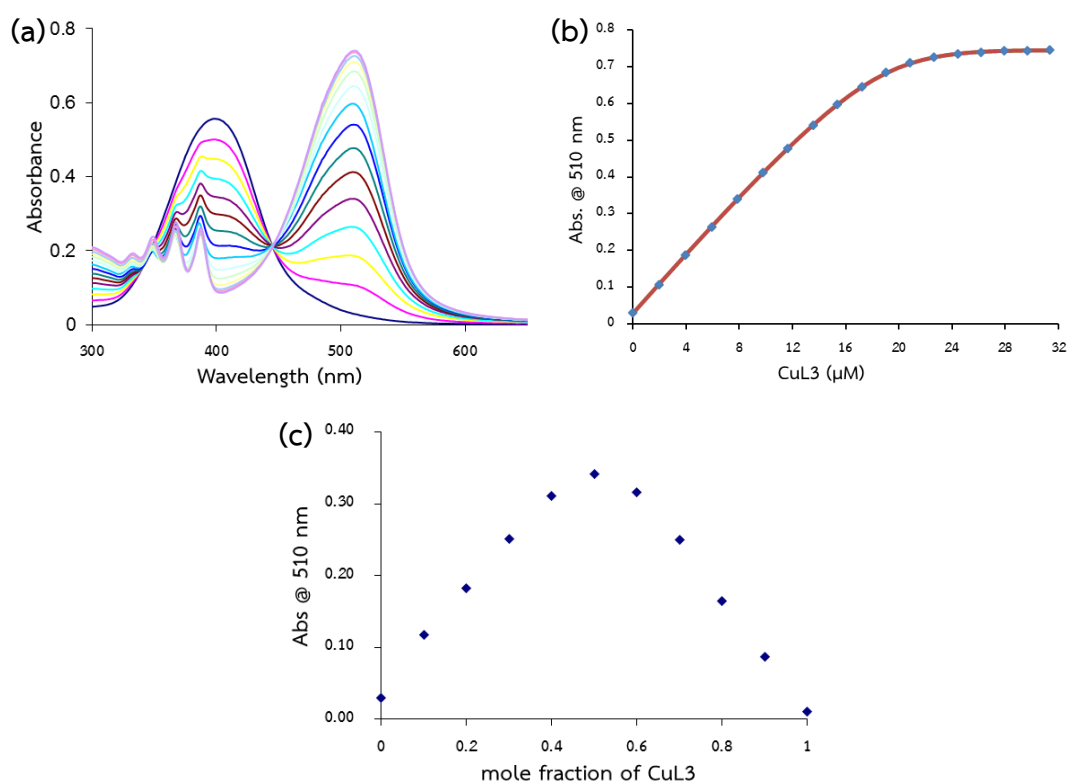 (a)
0.8
0.6
0.4
0.2
0
Absorbance
300 400 500 600
Wavelength (nm)
(b)
0.8
0.7
0.6
0.5
0.4
0.3
0.2
0.1
0
Abs. @ 510 nm
0 4 8 12 16 20 24 28 32
CuL3 (µM)
(c)
0.40
0.30
0.20
0.10
0.00
Abs @ 510 nm
0 0.2 0.4 0.6 0.8 1
mole fraction of CuL3